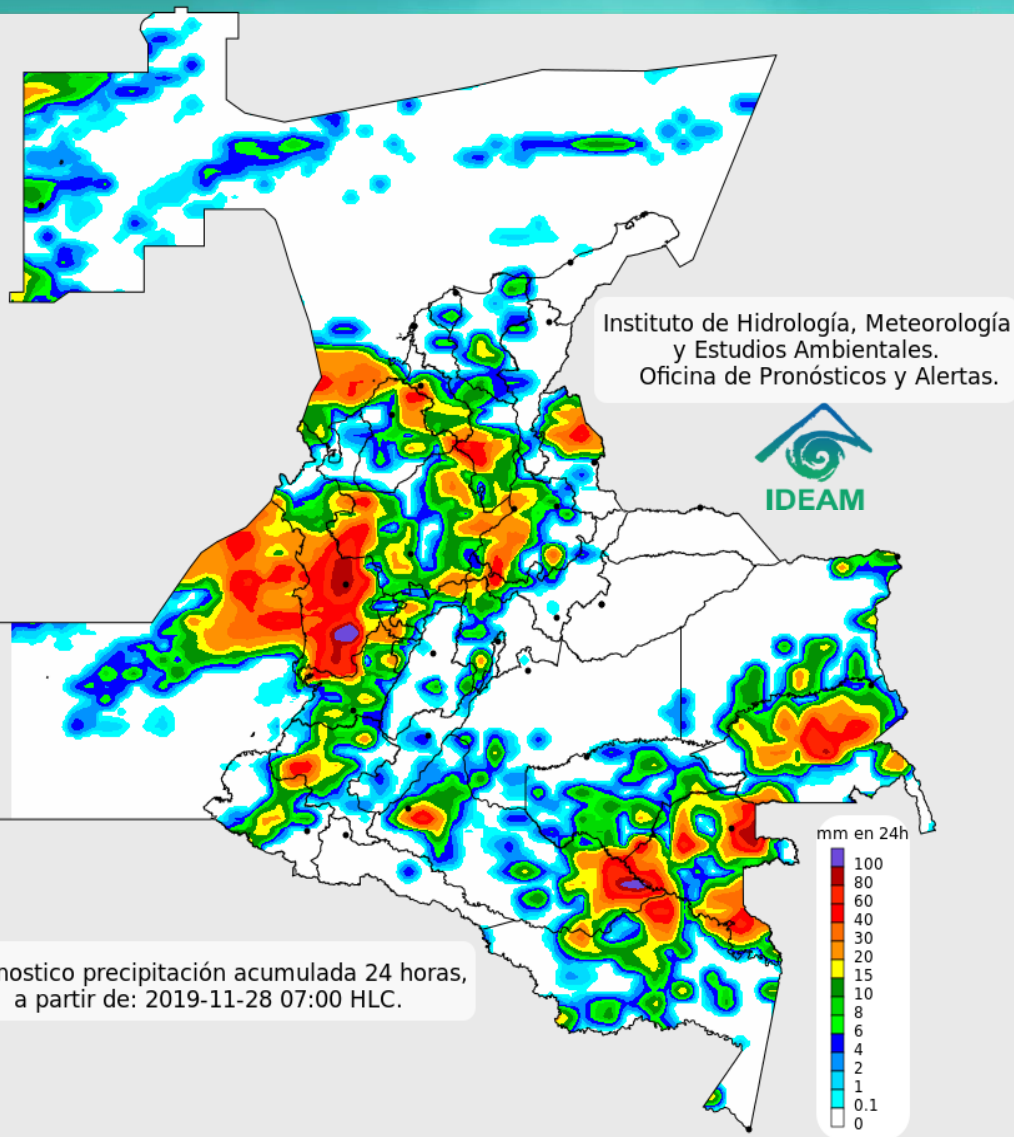 Instituto de Hidrología, Meteorología
y Estudios Ambientales.
Oficina de Pronósticos y Alertas.
IDEAM
mm en 24h
100
80
60
40
30
20
15
10
8
6
4
2
1
0.1
0
nostico precipitación acumulada 24 horas,
a partir de: 2019-11-28 07:00 HLC.